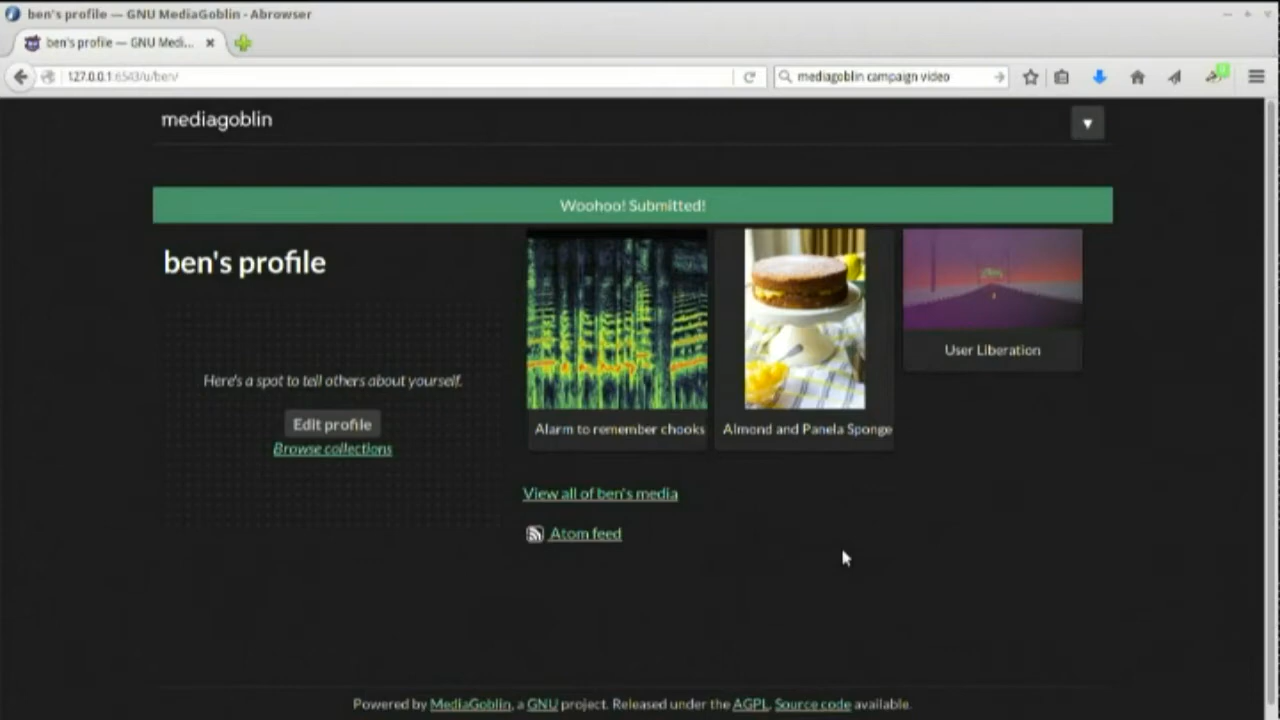 ben's profile — GNU MediaGoblin - Abrowser
ben's profile — GNU Medi...
127.0.0.1:6543/u/ben/
mediagoblin campaign video
mediagoblin
Woohoo! Submitted!
ben's profile
Here's a spot to tell others about yourself.
Edit profile
Browse collections
Alarm to remember chooks
Almond and Panela Sponge
User Liberation
View all of ben's media
Atom feed
Powered by MediaGoblin, a GNU project. Released under the AGPL. Source code available.